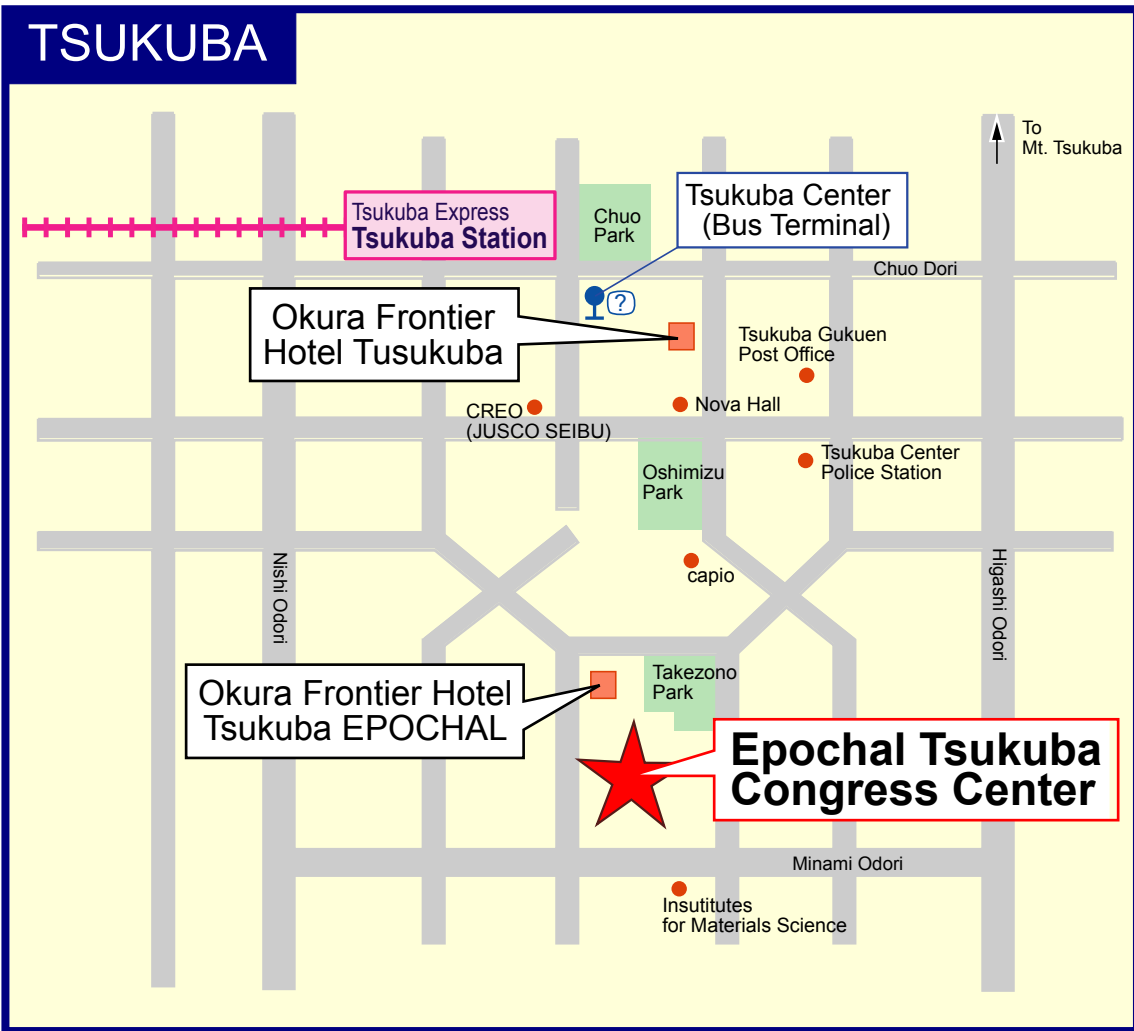 TSUKUBA
To
Mt. Tsukuba
Tsukuba Express
Tsukuba Station
Chuo
Park
Tsukuba Center
(Bus Terminal)
Chuo Dori
?
Okura Frontier
Hotel Tusukuba
Tsukuba Gukuen
Post Office
CREO
(JUSCO SEIBU)
Nova Hall
Oshimizu
Park
Tsukuba Center
Police Station
Nishi Odori
capio
Higashi Odori
Okura Frontier Hotel
Tsukuba EPOCHAL
Takezono
Park
Epochal Tsukuba
Congress Center
Minami Odori
Insutitutes
for Materials Science